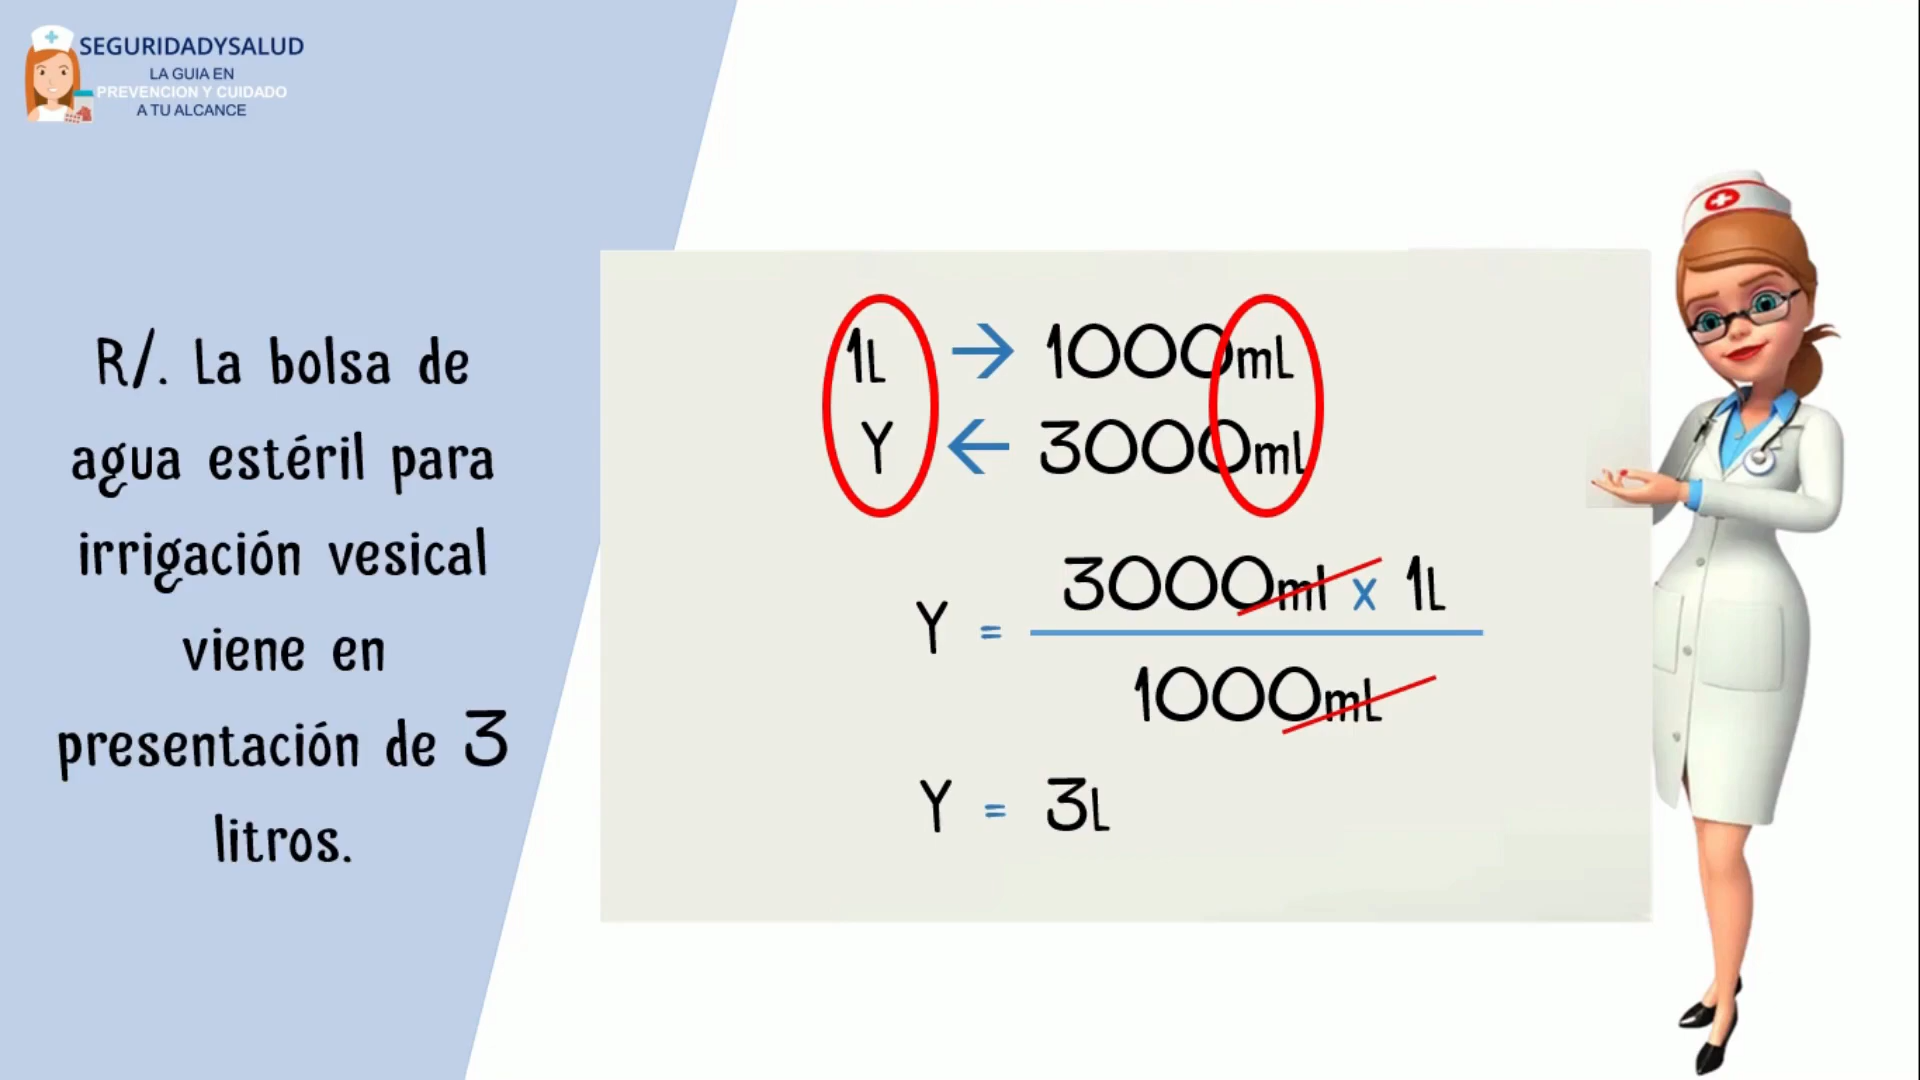 SEGURIDADYSALUD
LA GUIA EN
PREVENCION Y CUIDADO
A TU ALCANCE
R/. La bolsa de
agua estéril para
irrigación vesical
viene en
presentación de 3
litros.
1L → 1000mL
Y ← 3000mL
3000ml x 1L
Y =
1000mL
Y = 3L